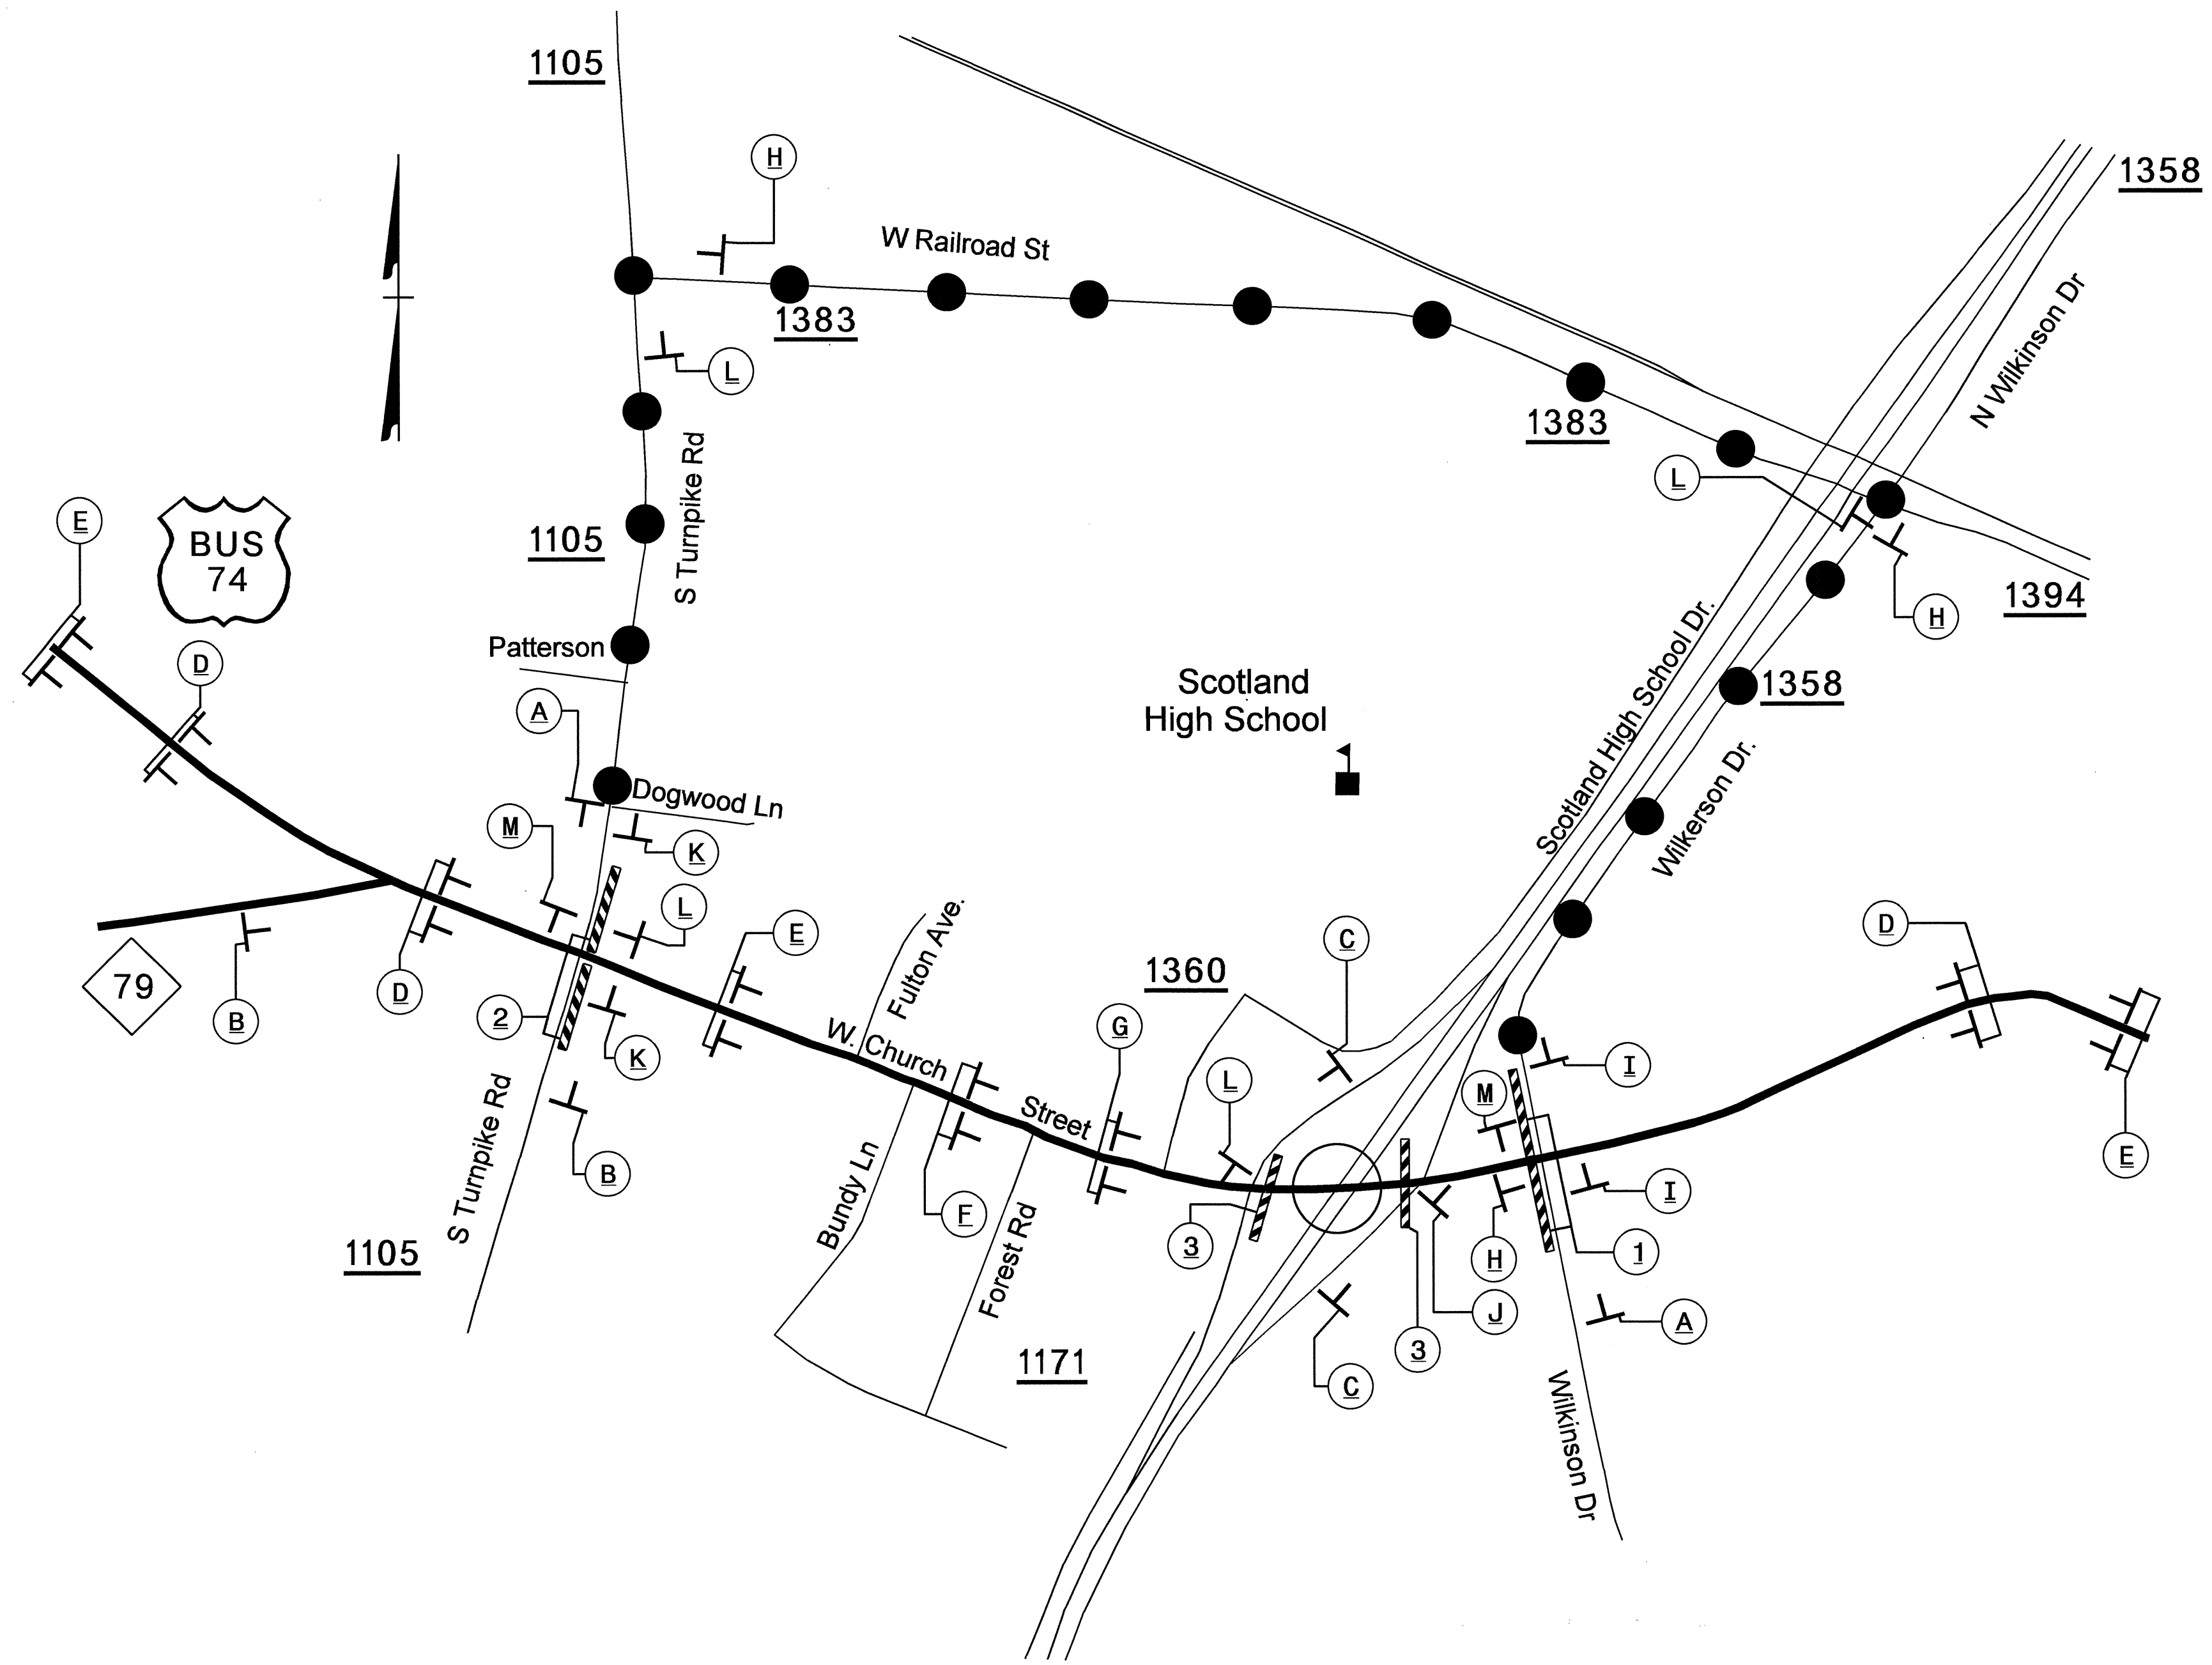 1105
1358
H
W Railroad St
1383
L
N Wilkinson Dr
1383
L
E
BUS
74
1105
S Turnpike Rd
1394
H
Patterson
D
Scotland
High School
A
Scotland High School Dr.
1358
Dogwood Ln
M
K
Wilkerson Dr.
L
E
Fulton Ave.
C
D
79
B
D
2
1360
G
W. Church
Street
K
L
M
I
S Turnpike Rd
B
Bundy Ln
F
Forest Rd
3
H
I
1
E
1105
J
A
3
1171
C
Wilkinson Dr